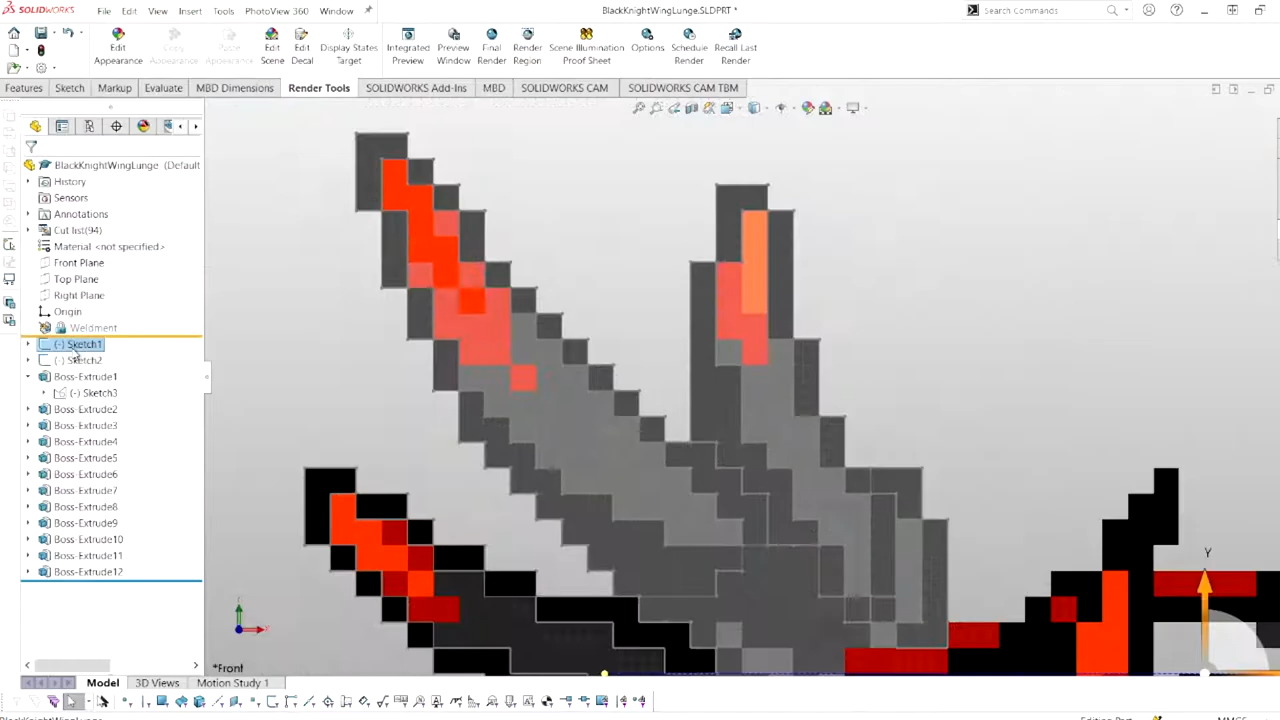 SOLIDWORKS File Edit View Insert Tools PhotoView 360 Window BlackKnightWingLunge.SLDPRT * Search Commands
Edit Appearance Copy Appearance Paste Appearance Edit Scene Edit Decal Display States Target Integrated Preview Preview Window Final Render Render Region Scene Illumination Proof Sheet Options Schedule Render Recall Last Render
Features Sketch Markup Evaluate MBD Dimensions Render Tools SOLIDWORKS Add-Ins MBD SOLIDWORKS CAM SOLIDWORKS CAM TBM
BlackKnightWingLunge (Default
History
Sensors
Annotations
Cut list(94)
Material <not specified>
Front Plane
Top Plane
Right Plane
Origin
Weldment
(-) Sketch1
(-) Sketch2
Boss-Extrude1
(-) Sketch3
Boss-Extrude2
Boss-Extrude3
Boss-Extrude4
Boss-Extrude5
Boss-Extrude6
Boss-Extrude7
Boss-Extrude8
Boss-Extrude9
Boss-Extrude10
Boss-Extrude11
Boss-Extrude12
Y
*Front
Model 3D Views Motion Study 1